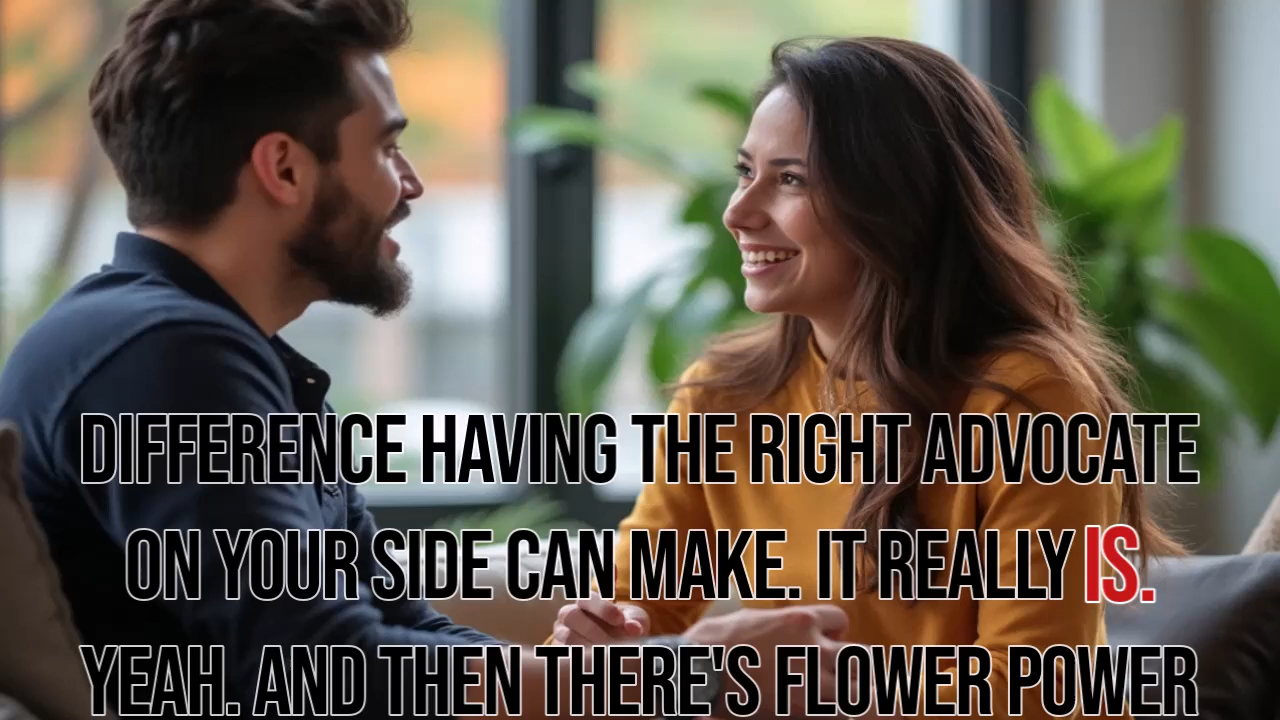 DIFFERENCE HAVING THE RIGHT ADVOCATE
ON YOUR SIDE CAN MAKE. IT REALLY IS.
YEAH. AND THEN THERE'S FLOWER POWER